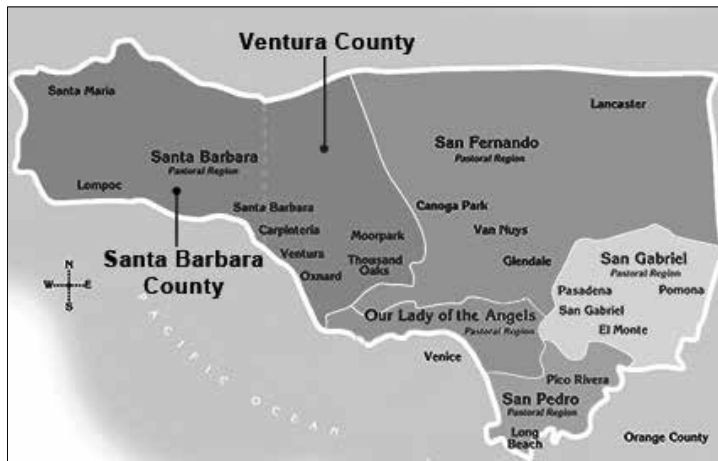 Ventura County
Santa Maria
Lancaster
San Fernando
Pastoral Region
Santa Barbara
Pastoral Region
Lompoc
Canoga Park
Santa Barbara
Carpinteria
Van Nuys
Moorpark
Ventura
Thousand
Oaks
Glendale
San Gabriel
Pastoral Region
Santa Barbara
County
Oxnard
N
W E
S
Pasadena
Pomona
San Gabriel
El Monte
Our Lady of the Angels
Pastoral Region
Venice
PACIFIC OCEAN
Pico Rivera
San Pedro
Pastoral Region
Long
Beach
Orange County